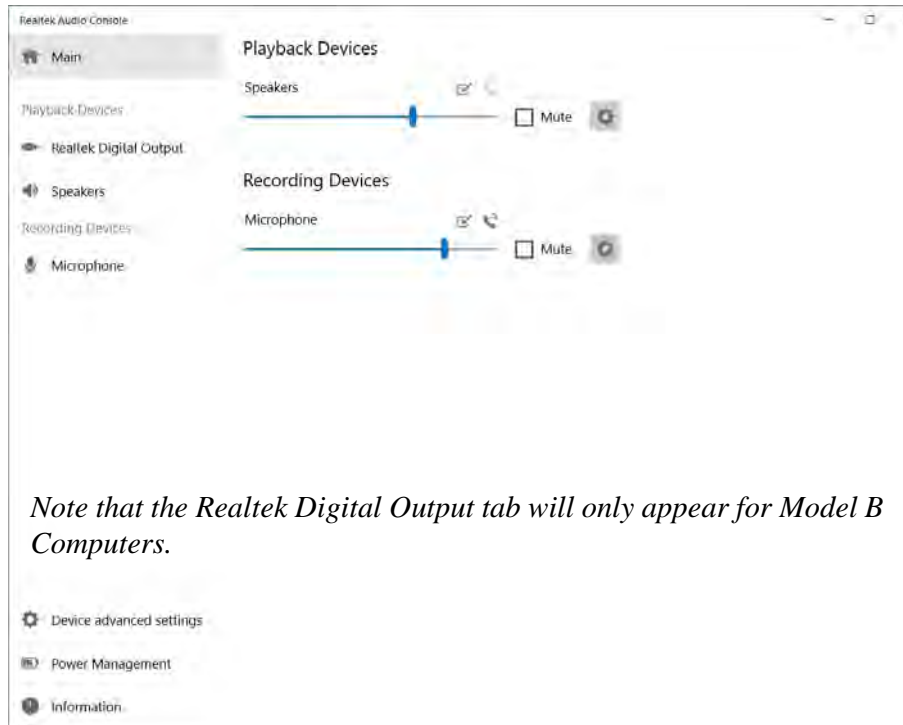 Realtek Audio Console
Main
Playback Devices
Realtek Digital Output
Speakers
Recording Devices
Microphone
Playback Devices
Speakers
Mute
Recording Devices
Microphone
Mute
Note that the Realtek Digital Output tab will only appear for Model B
Computers.
Device advanced settings
Power Management
Information